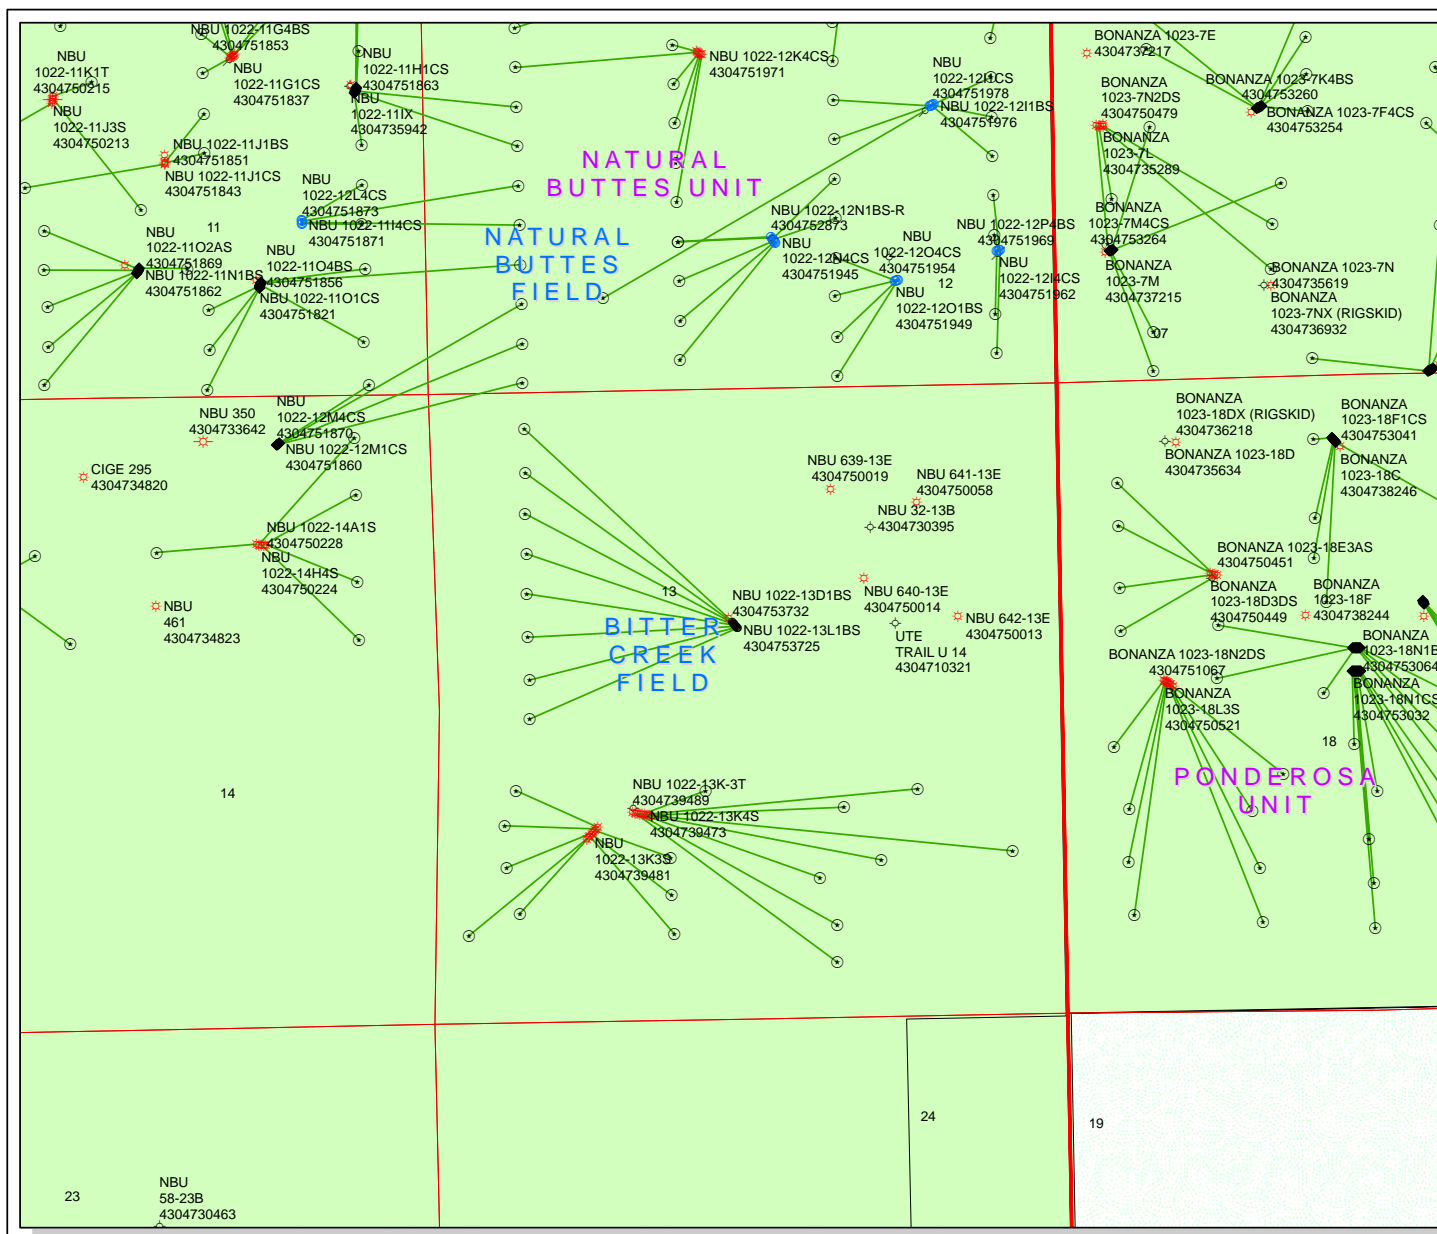 NBU 1022-11G4BS
4304751853
NBU
1022-11K1T
4304750215
NBU
1022-11G1CS
4304751837
NBU
1022-11H1CS
4304751863
NBU
1022-11IX
4304735942
NBU
1022-11J3S
4304750213
NBU 1022-11J1BS
4304751851
NBU 1022-11J1CS
4304751843
NBU
1022-12L4CS
4304751873
NBU 1022-11I4CS
4304751871
11
NBU
1022-11O2AS
4304751869
NBU 1022-11N1BS
4304751862
NBU
1022-11O4BS
4304751856
NBU 1022-11O1CS
4304751821
NBU 1022-12K4CS
4304751971
NATURAL
BUTTES UNIT
NATURAL
BUTTES
FIELD
NBU
1022-12I1CS
4304751978
NBU 1022-12I1BS
4304751976
NBU 1022-12N1BS-R
4304752873
NBU
1022-12N4CS
4304751945
NBU
1022-12O4CS
4304751954
12
NBU
1022-12O1BS
4304751949
NBU 1022-12P4BS
4304751969
NBU
1022-12I4CS
4304751962
BONANZA 1023-7E
4304737217
BONANZA
1023-7N2DS
4304750479
BONANZA 1023-7K4BS
4304753260
BONANZA 1023-7F4CS
4304753254
BONANZA
1023-7L
4304735289
BONANZA
1023-7M4CS
4304753264
BONANZA
1023-7M
4304737215
BONANZA 1023-7N
4304735619
BONANZA
1023-7NX (RIGSKID)
4304736932
07
NBU 350
4304733642
NBU
1022-12M4CS
4304751870
NBU 1022-12M1CS
4304751860
CIGE 295
4304734820
NBU 1022-14A1S
4304750228
NBU
1022-14H4S
4304750224
NBU
461
4304734823
14
NBU 639-13E
4304750019
NBU 641-13E
4304750058
NBU 32-13B
4304730395
13
NBU 1022-13D1BS
4304753732
NBU 1022-13L1BS
4304753725
NBU 640-13E
4304750014
NBU 642-13E
4304750013
UTE
TRAIL U 14
4304710321
BITTER
CREEK
FIELD
NBU 1022-13K-3T
4304739489
NBU 1022-13K4S
4304739473
NBU
1022-13K3S
4304739481
BONANZA
1023-18DX (RIGSKID)
4304736218
BONANZA 1023-18D
4304735634
BONANZA
1023-18F1CS
4304753041
BONANZA
1023-18C
4304738246
BONANZA 1023-18E3AS
4304750451
BONANZA
1023-18D3DS
4304750449
BONANZA
1023-18F
4304738244
BONANZA
1023-18N1B
4304753064
BONANZA 1023-18N2DS
4304751067
BONANZA
1023-18L3S
4304750521
BONANZA
1023-18N1CS
4304753032
18
PONDEROSA
UNIT
24
19
23
NBU
58-23B
4304730463